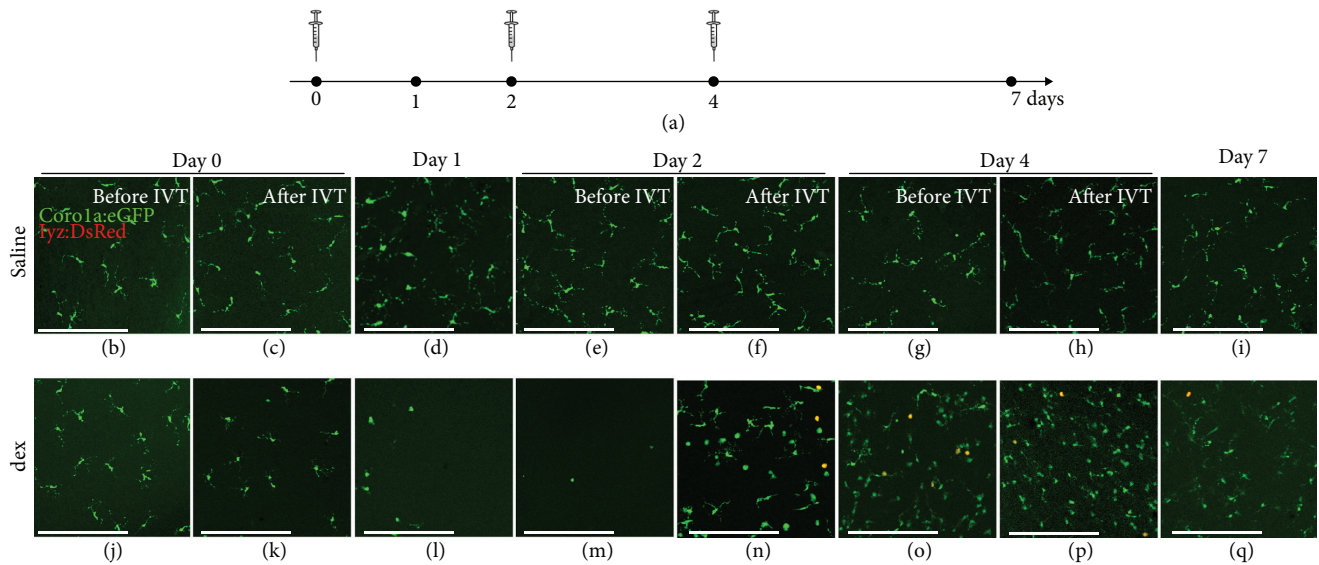 0
1
2
4
7 days
(a)
Day 0
Day 1
Day 2
Day 4
Day 7
Saline
Before IVT
After IVT
Before IVT
After IVT
Before IVT
After IVT
Coro1a:eGFP
lyz:DsRed
(b)
(c)
(d)
(e)
(f)
(g)
(h)
(i)
dex
(j)
(k)
(l)
(m)
(n)
(o)
(p)
(q)